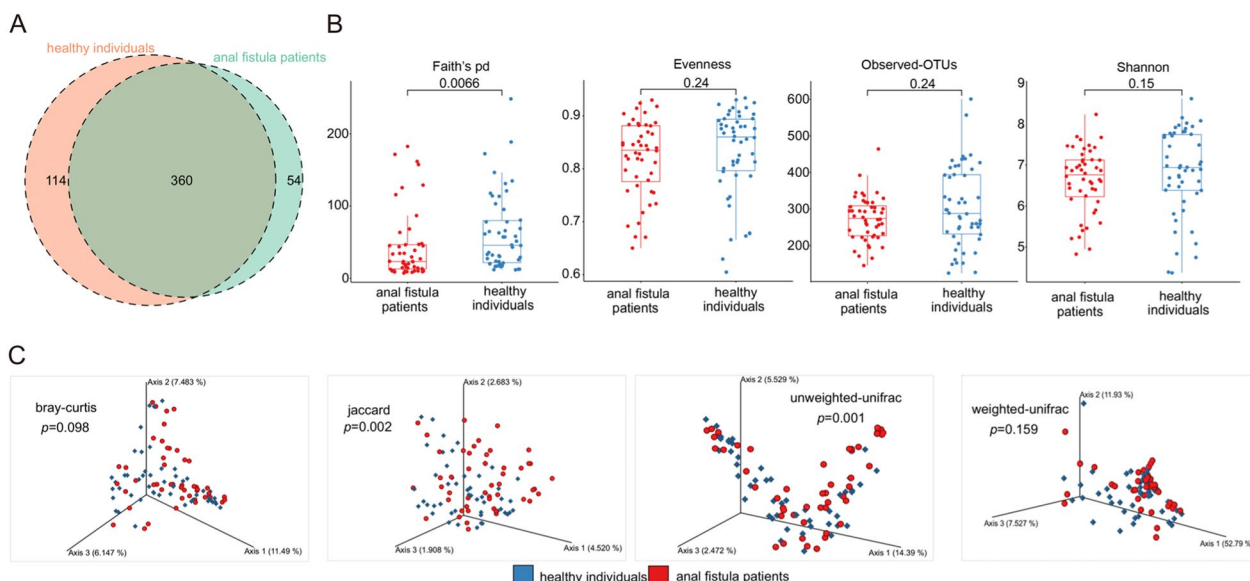 A
healthy individuals
anal fistula patients
114
360
54
B
Faith's pd
0.0066
200
100
0
anal fistula
patients
healthy
individuals
Evenness
0.24
0.9
0.8
0.7
0.6
anal fistula
patients
healthy
individuals
Observed-OTUs
0.24
600
500
400
300
200
anal fistula
patients
healthy
individuals
Shannon
0.15
9
8
7
6
5
anal fistula
patients
healthy
individuals
C
Axis 2 (7.483 %)
bray-curtis
p=0.098
Axis 3 (6.147 %)
Axis 1 (11.49 %)
Axis 2 (2.683 %)
jaccard
p=0.002
Axis 3 (1.908 %)
Axis 1 (4.520 %)
Axis 2 (5.529 %)
unweighted-unifrac
p=0.001
Axis 3 (2.472 %)
Axis 1 (14.39 %)
Axis 2 (11.93 %)
weighted-unifrac
p=0.159
Axis 3 (7.527 %)
Axis 1 (52.79 %)
healthy individuals
anal fistula patients